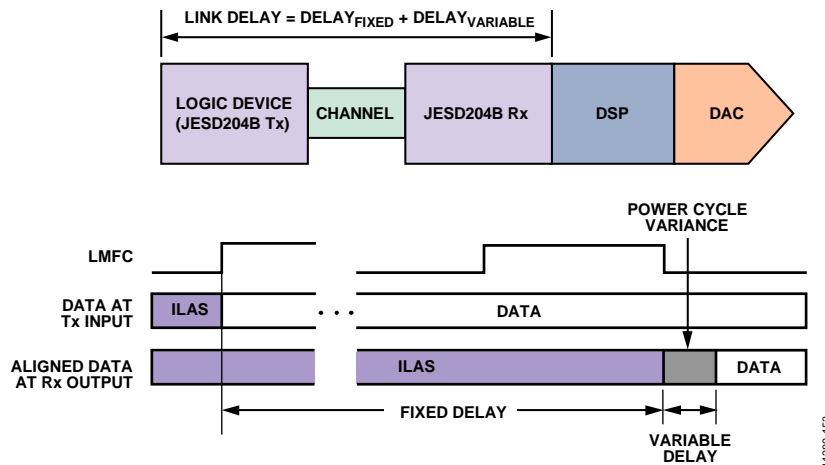 LINK DELAY = DELAYFIXED + DELAYVARIABLE
LOGIC DEVICE
(JESD204B Tx)
CHANNEL
JESD204B Rx
DSP
DAC
POWER CYCLE
VARIANCE
LMFC
DATA AT
Tx INPUT
ILAS
. . .
DATA
ALIGNED DATA
AT Rx OUTPUT
ILAS
DATA
FIXED DELAY
VARIABLE
DELAY